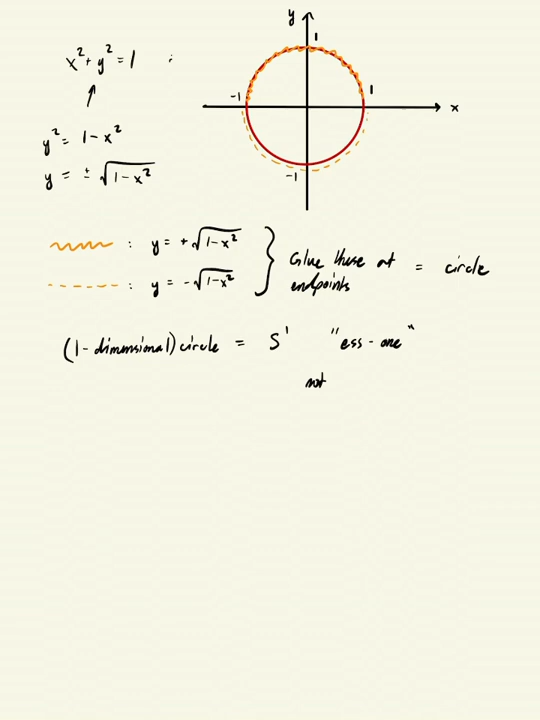 y
1
x² + y² = 1 :
-1
1
x
y² = 1 - x²
y = ± √(1 - x²)
-1
: y = +√(1 - x²)
: y = -√(1 - x²)
Glue these at
endpoints
= circle
(1-dimensional) circle = S¹ "ess-one"
not